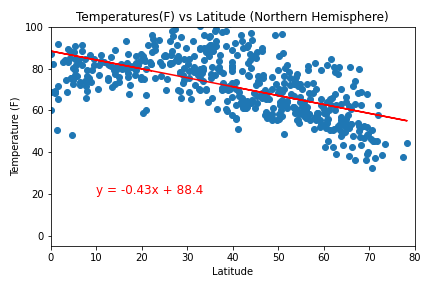 Temperatures(F) vs Latitude (Northern Hemisphere)
100
80
60
40
20
0
Temperature (F)
y = -0.43x + 88.4
0 10 20 30 40 50 60 70 80
Latitude